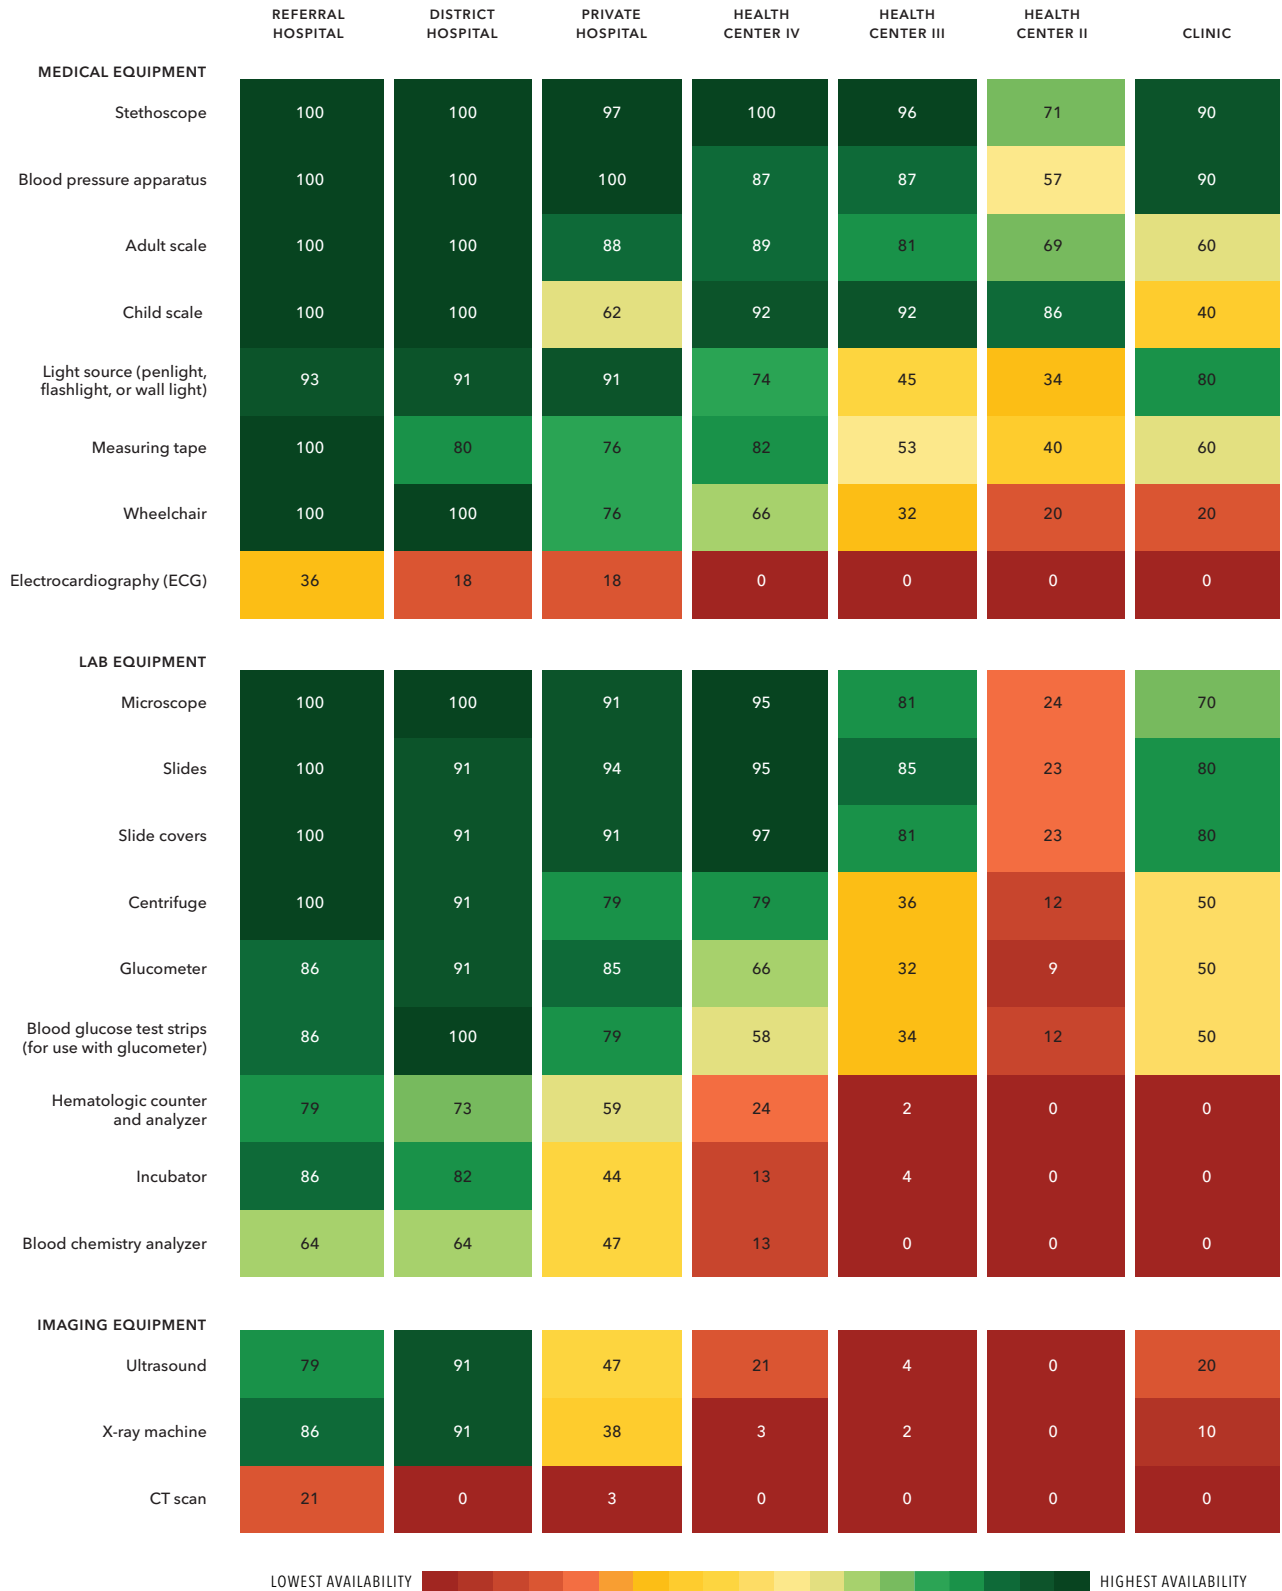 REFERRAL HOSPITAL DISTRICT HOSPITAL PRIVATE HOSPITAL HEALTH CENTER IV HEALTH CENTER III HEALTH CENTER II CLINIC
MEDICAL EQUIPMENT
Stethoscope 100 100 97 100 96 71 90
Blood pressure apparatus 100 100 100 87 87 57 90
Adult scale 100 100 88 89 81 69 60
Child scale 100 100 62 92 92 86 40
Light source (penlight,
flashlight, or wall light) 93 91 91 74 45 34 80
Measuring tape 100 80 76 82 53 40 60
Wheelchair 100 100 76 66 32 20 20
Electrocardiography (ECG) 36 18 18 0 0 0 0
LAB EQUIPMENT
Microscope 100 100 91 95 81 24 70
Slides 100 91 94 95 85 23 80
Slide covers 100 91 91 97 81 23 80
Centrifuge 100 91 79 79 36 12 50
Glucometer 86 91 85 66 32 9 50
Blood glucose test strips
(for use with glucometer) 86 100 79 58 34 12 50
Hematologic counter
and analyzer 79 73 59 24 2 0 0
Incubator 86 82 44 13 4 0 0
Blood chemistry analyzer 64 64 47 13 0 0 0
IMAGING EQUIPMENT
Ultrasound 79 91 47 21 4 0 20
X-ray machine 86 91 38 3 2 0 10
CT scan 21 0 3 0 0 0 0
LOWEST AVAILABILITY HIGHEST AVAILABILITY